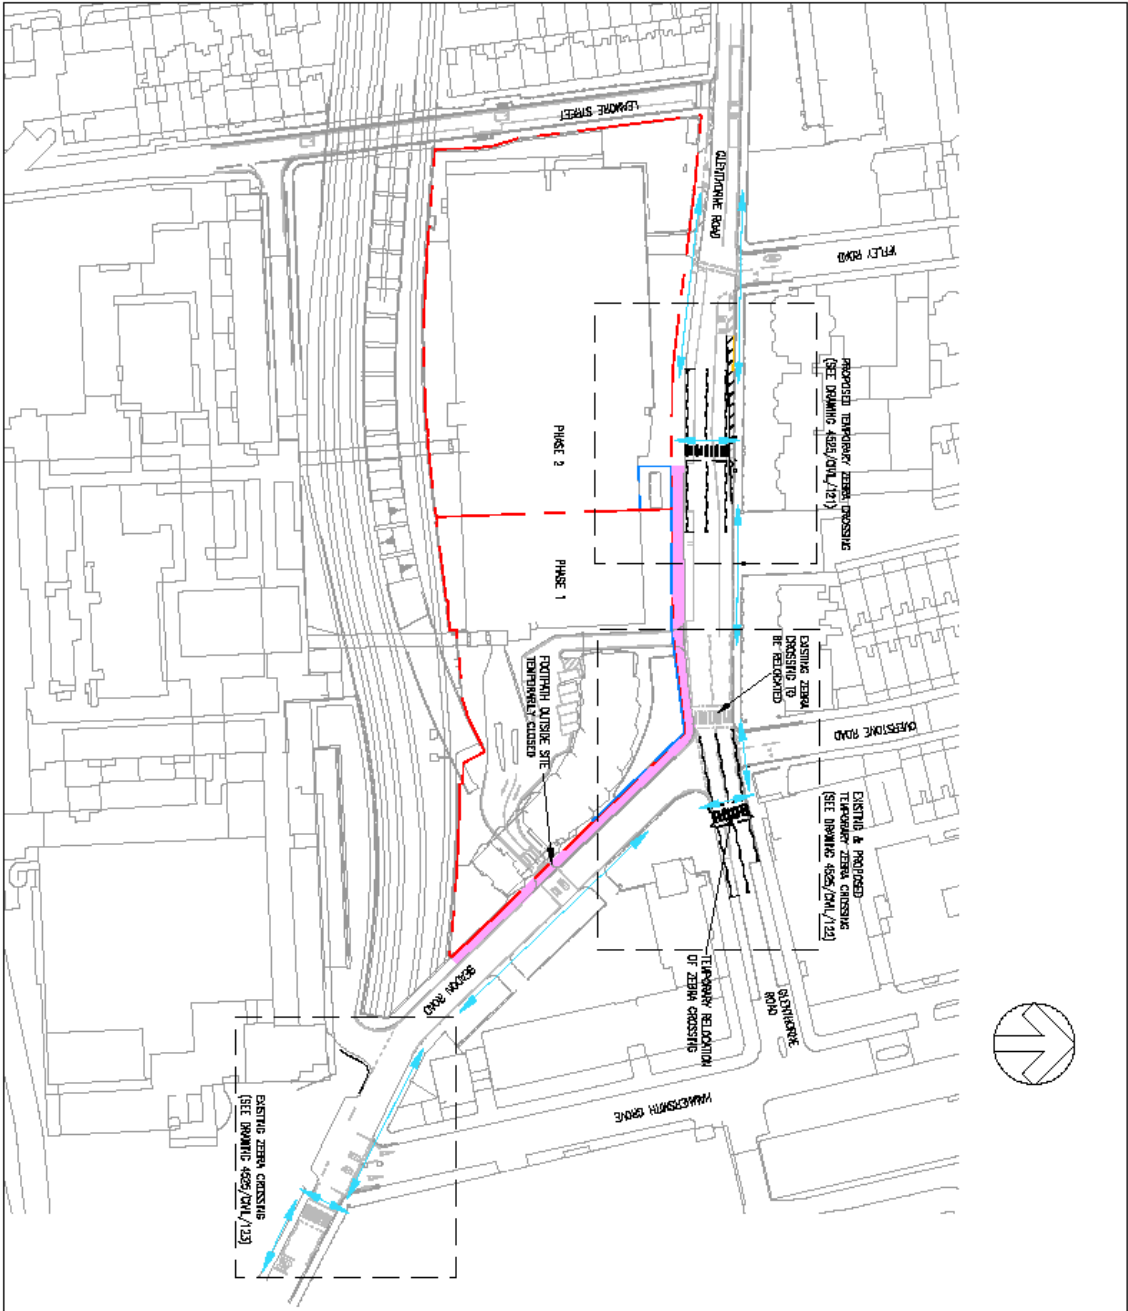 LEAMORE STREET
GLENTHORNE ROAD
IFFLEY ROAD
PROPOSED TEMPORARY ZEBRA CROSSING
(SEE DRAWING 4525/CIVIL/121)
PHASE 2
PHASE 1
EXISTING ZEBRA
CROSSING TO
BE RELOCATED
FOOTPATH OUTSIDE SITE
TEMPORARILY CLOSED
OVERSTONE ROAD
EXISTING & PROPOSED
TEMPORARY ZEBRA CROSSING
(SEE DRAWING 4525/CIVIL/122)
TEMPORARY RELOCATION
OF ZEBRA CROSSING
GLENTHORNE
ROAD
BEADON ROAD
HAMMERSMITH GROVE
EXISTING ZEBRA CROSSING
(SEE DRAWING 4525/CIVIL/123)